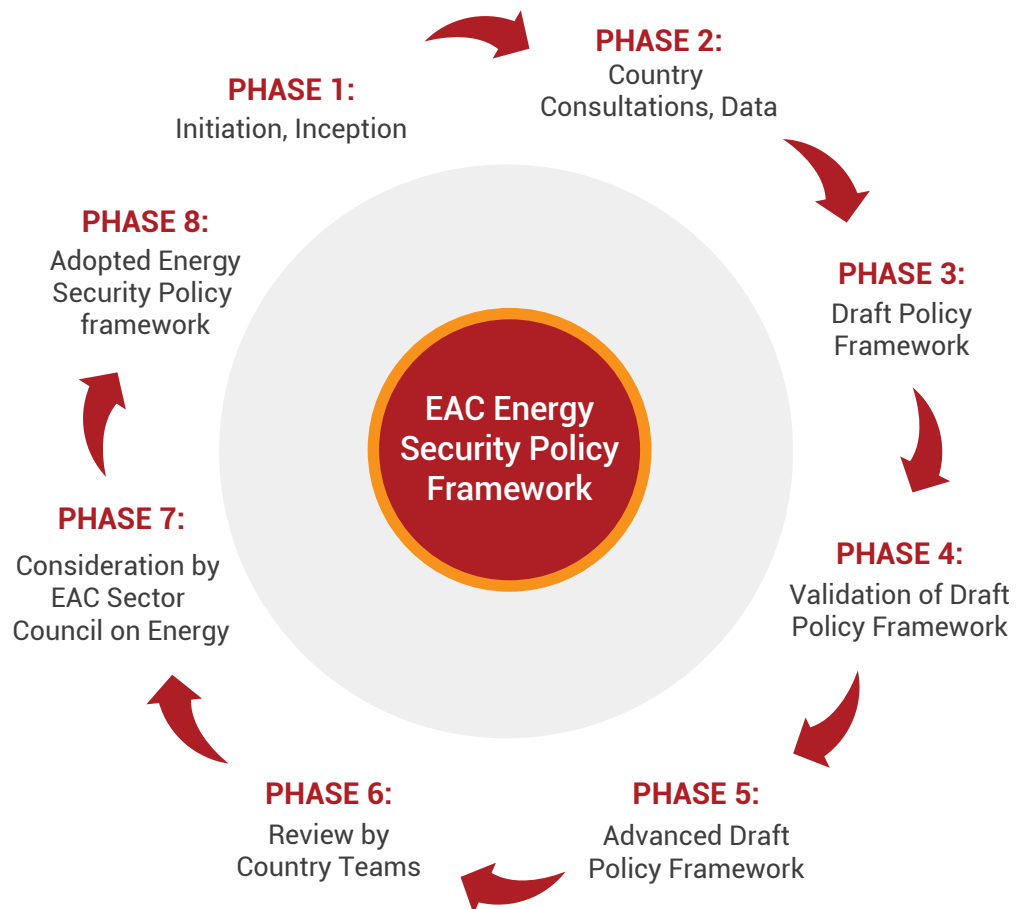 PHASE 1:
Initiation, Inception
PHASE 2:
Country
Consultations, Data
PHASE 3:
Draft Policy
Framework
PHASE 4:
Validation of Draft
Policy Framework
PHASE 5:
Advanced Draft
Policy Framework
PHASE 6:
Review by
Country Teams
PHASE 7:
Consideration by
EAC Sector
Council on Energy
PHASE 8:
Adopted Energy
Security Policy
framework
EAC Energy
Security Policy
Framework